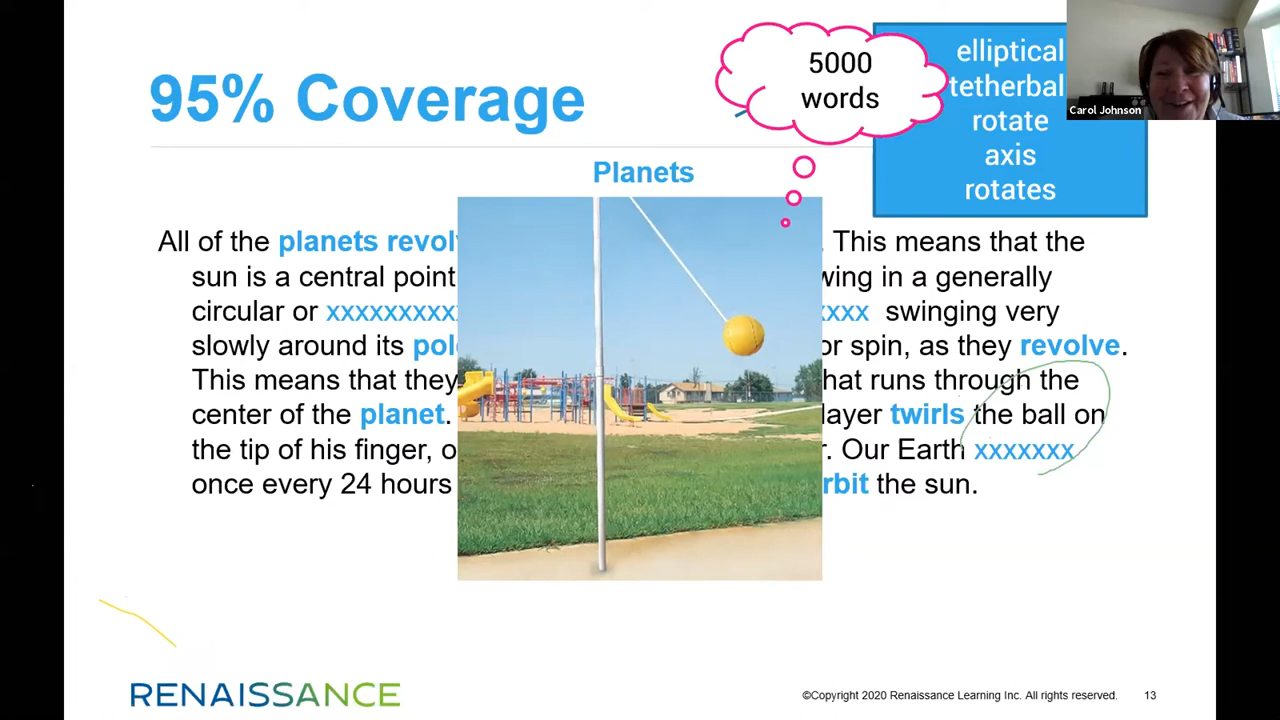 95% Coverage
5000
words
elliptical
tetherbal
rotate
axis
rotates
Carol Johnson
Planets
All of the planets revol . This means that the
sun is a central point wing in a generally
circular or xxxxxxxxx xxxx swinging very
slowly around its pol or spin, as they revolve.
This means that they hat runs through the
center of the planet. layer twirls the ball on
the tip of his finger, o r. Our Earth xxxxxxx
once every 24 hours rbit the sun.
RENAISSANCE
©Copyright 2020 Renaissance Learning Inc. All rights reserved. 13